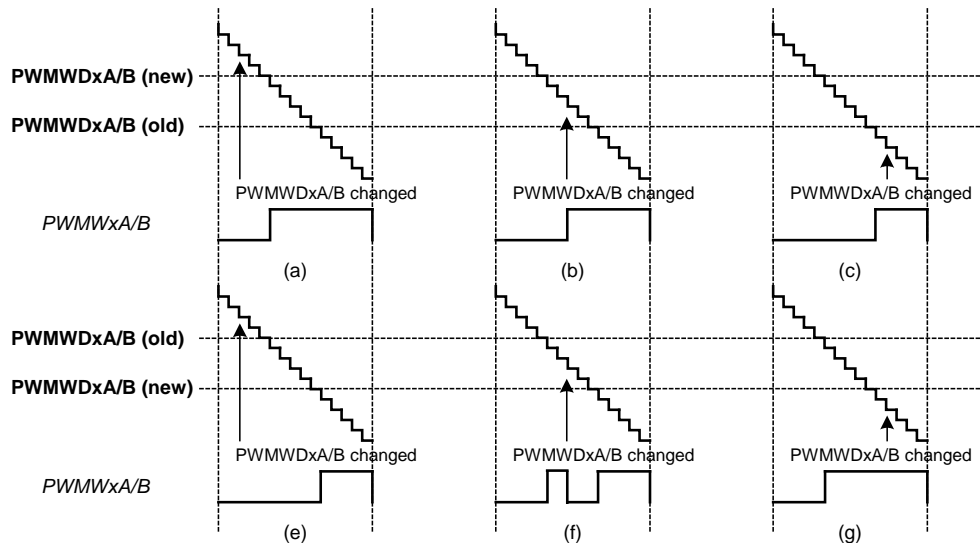 PWMWDxA/B (new)
PWMWDxA/B (old)
PWMWDxA/B changed PWMWDxA/B changed PWMWDxA/B changed
PWMWxA/B
(a) (b) (c)
PWMWDxA/B (old)
PWMWDxA/B (new)
PWMWDxA/B changed PWMWDxA/B changed PWMWDxA/B changed
PWMWxA/B
(e) (f) (g)